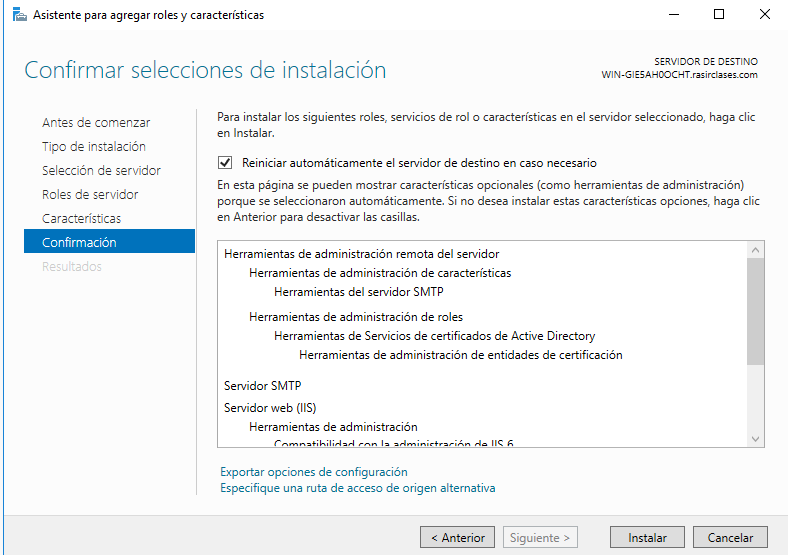 Asistente para agregar roles y características
Confirmar selecciones de instalación
SERVIDOR DE DESTINO
WIN-GIE5AH0OCHT.rasirclases.com
Antes de comenzar
Tipo de instalación
Selección de servidor
Roles de servidor
Características
Confirmación
Resultados
Para instalar los siguientes roles, servicios de rol o características en el servidor seleccionado, haga clic
en Instalar.
Reiniciar automáticamente el servidor de destino en caso necesario
En esta página se pueden mostrar características opcionales (como herramientas de administración)
porque se seleccionaron automáticamente. Si no desea instalar estas características opciones, haga clic
en Anterior para desactivar las casillas.
Herramientas de administración remota del servidor
Herramientas de administración de características
Herramientas del servidor SMTP
Herramientas de administración de roles
Herramientas de Servicios de certificados de Active Directory
Herramientas de administración de entidades de certificación
Servidor SMTP
Servidor web (IIS)
Herramientas de administración
Compatibilidad con la administración de IIS 6
Exportar opciones de configuración
Especifique una ruta de acceso de origen alternativa
< Anterior
Siguiente >
Instalar
Cancelar